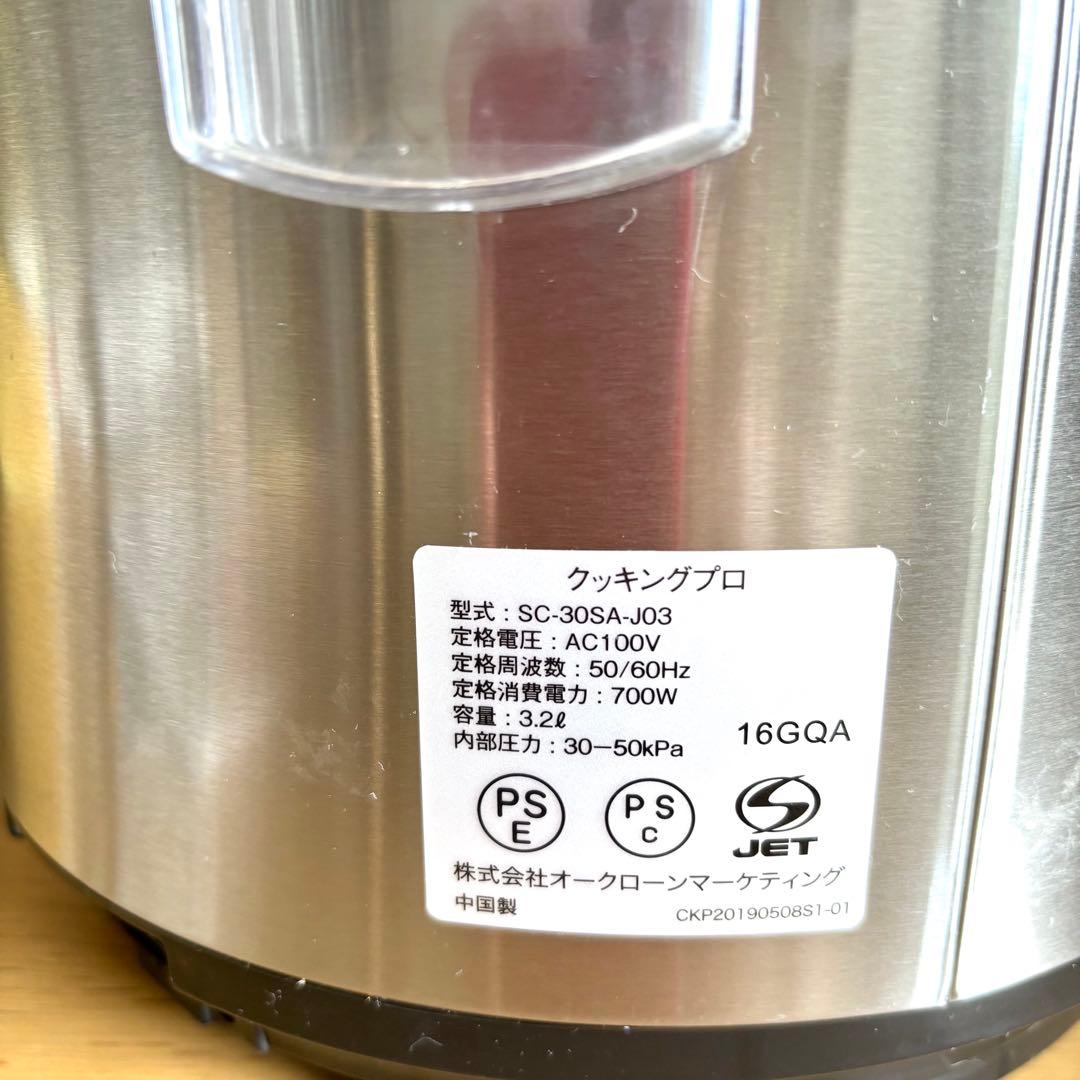 クッキングプロ
型式：SC-30SA-J03
定格電圧：AC100V
定格周波数：50/60Hz
定格消費電力：700W
容量：3.2ℓ
内部圧力：30－50kPa
16GQA
PS
E
PS
C
JET
株式会社オークローンマーケティング
中国製
CKP20190508S1-01